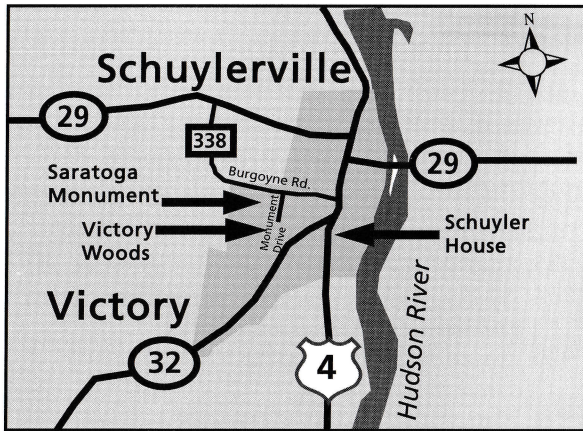 N
Schuylerville
29
338
29
Burgoyne Rd.
Saratoga
Monument
Victory
Woods
Monument
Drive
Schuyler
House
Victory
Hudson River
32
4